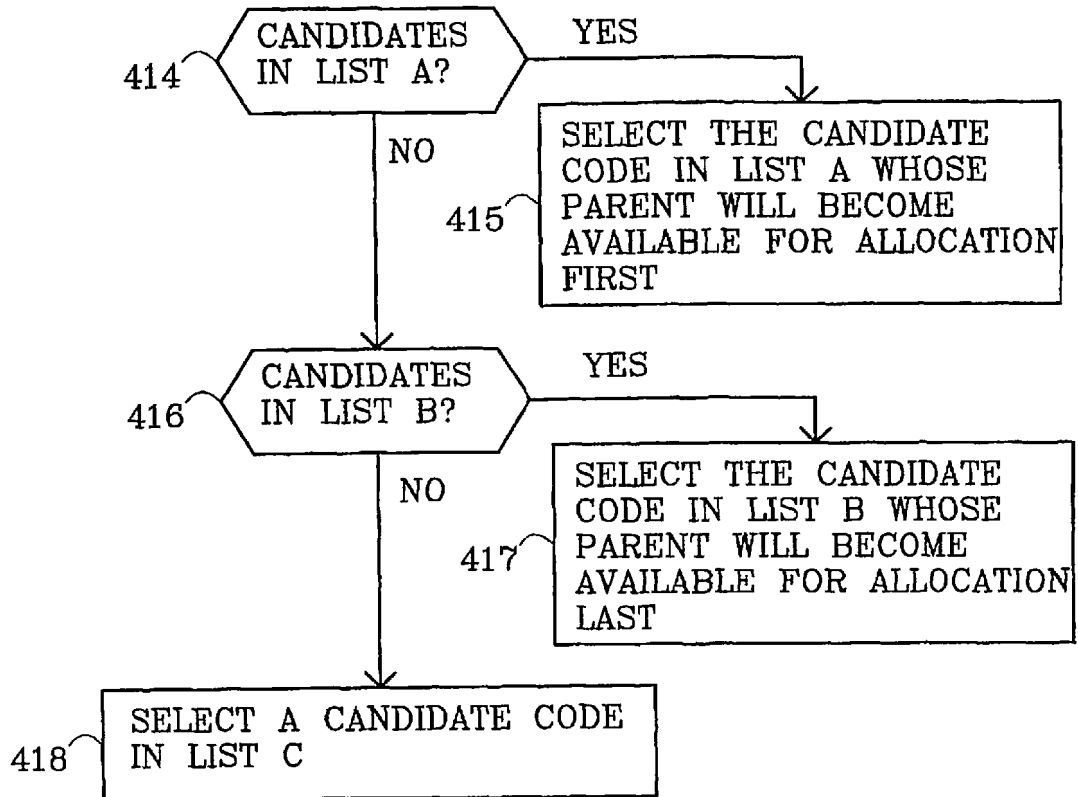 CANDIDATES
IN LIST A?
YES
414
NO
SELECT THE CANDIDATE
CODE IN LIST A WHOSE
PARENT WILL BECOME
AVAILABLE FOR ALLOCATION
FIRST
415
CANDIDATES
IN LIST B?
YES
416
NO
SELECT THE CANDIDATE
CODE IN LIST B WHOSE
PARENT WILL BECOME
AVAILABLE FOR ALLOCATION
LAST
417
SELECT A CANDIDATE CODE
IN LIST C
418